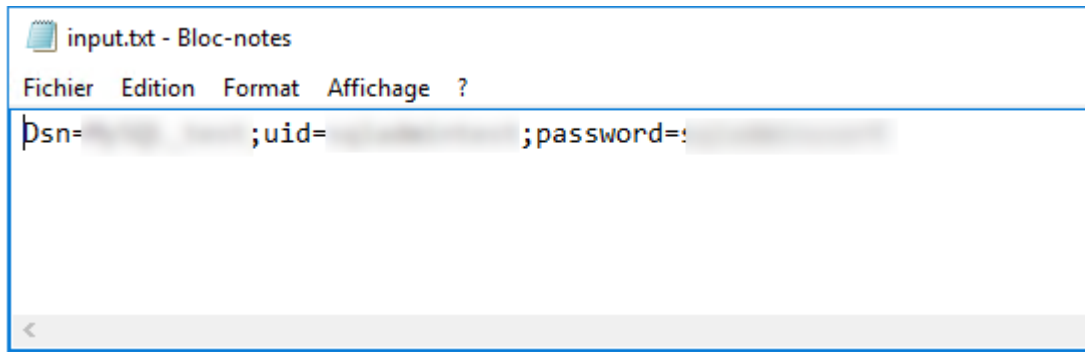 input.txt - Bloc-notes
Fichier Edition Format Affichage ?
Dsn= ;uid= ;password=